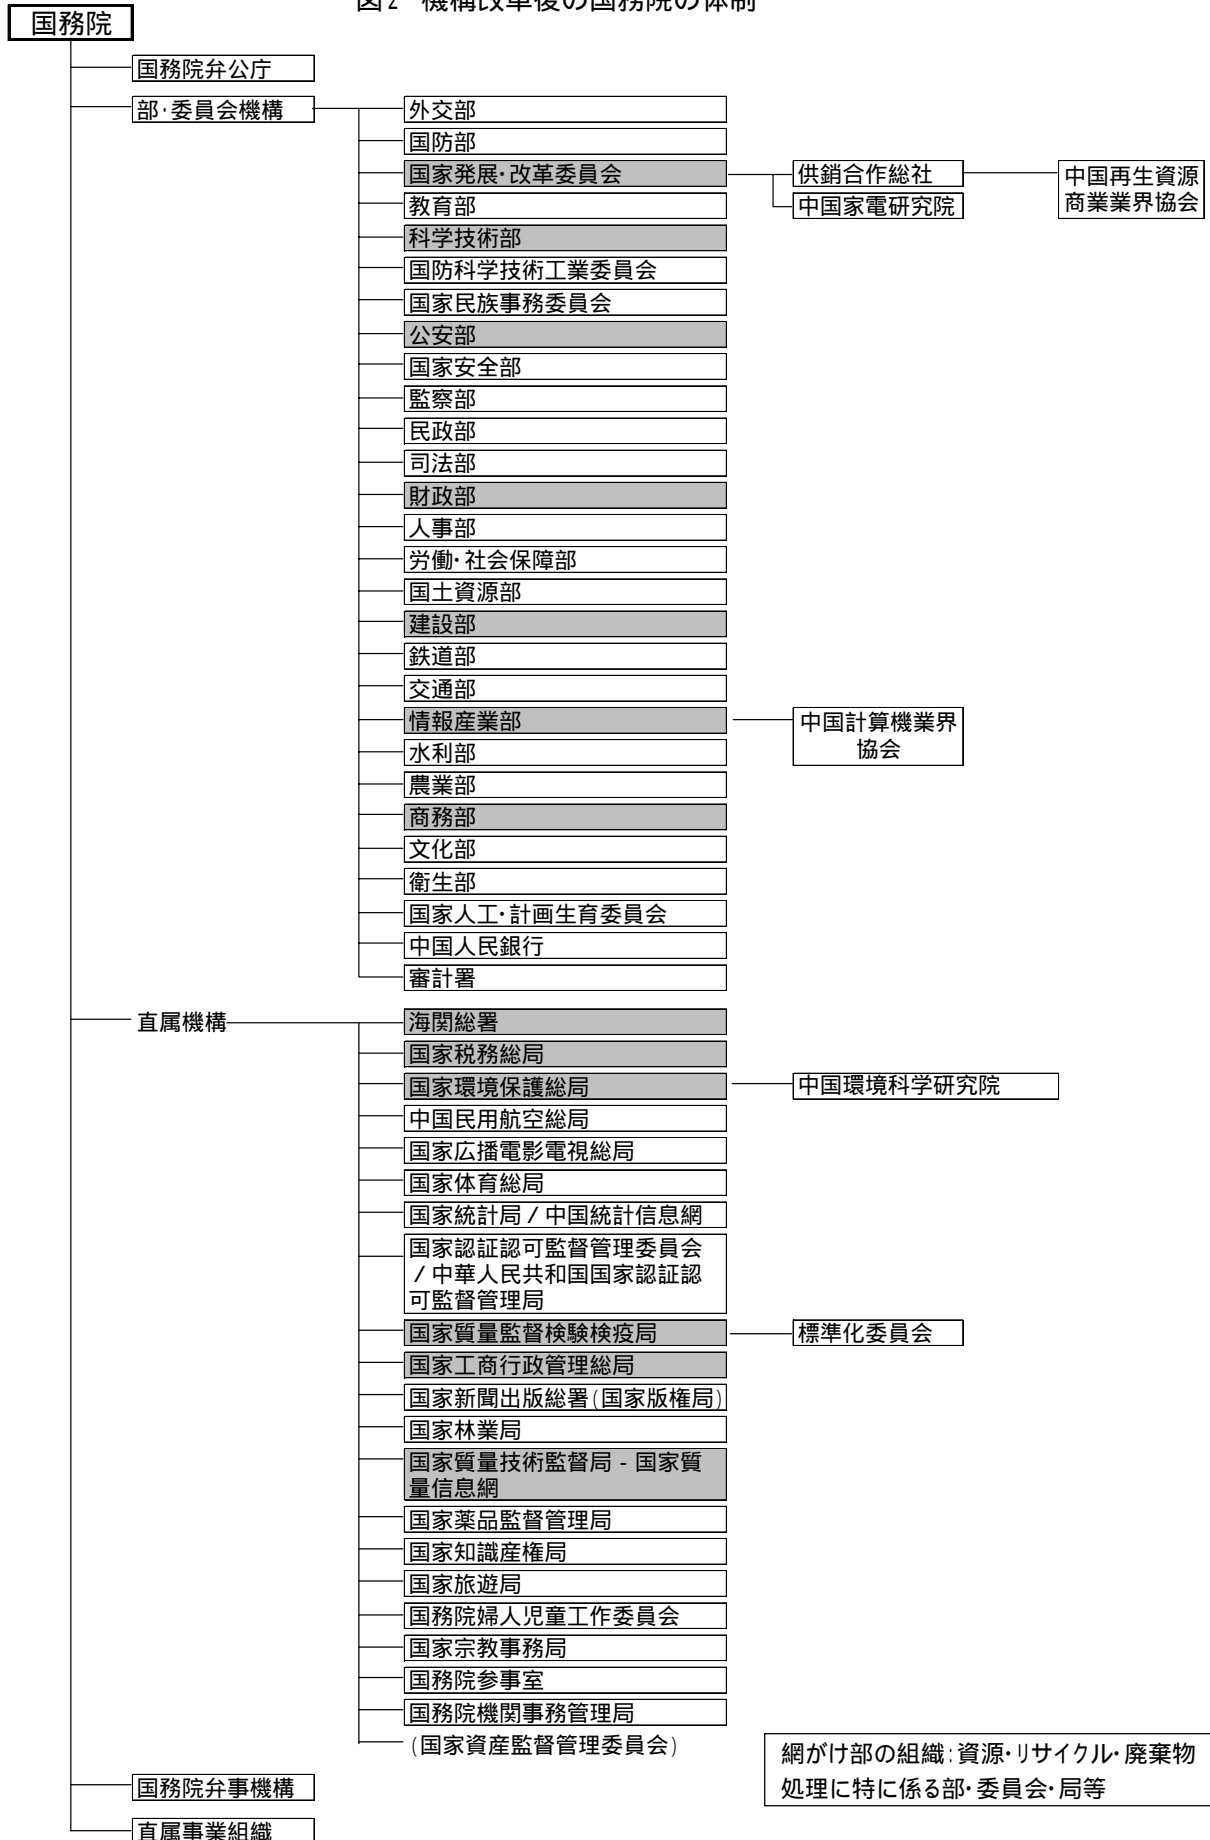 図2 機構改革後の国務院の体制
国務院
国務院弁公庁
部・委員会機構
外交部
国防部
国家発展・改革委員会
供銷合作総社
中国再生資源
商業業界協会
教育部
中国家電研究院
科学技術部
国防科学技術工業委員会
国家民族事務委員会
公安部
国家安全部
監察部
民政部
司法部
財政部
人事部
労働・社会保障部
国土資源部
建設部
鉄道部
交通部
情報産業部
中国計算機業界
協会
水利部
農業部
商務部
文化部
衛生部
国家人工・計画生育委員会
中国人民銀行
審計署
直属機構
海関総署
国家税務総局
国家環境保護総局
中国環境科学研究院
中国民用航空総局
国家広播電影電視総局
国家体育総局
国家統計局／中国統計信息網
国家認証認可監督管理委員会
／中華人民共和国国家認証認
可監督管理局
国家質量監督検験検疫局
標準化委員会
国家工商行政管理総局
国家新聞出版総署(国家版権局)
国家林業局
国家質量技術監督局 - 国家質
量信息網
国家薬品監督管理局
国家知識産権局
国家旅遊局
国務院婦人児童工作委員会
国家宗教事務局
国務院参事室
国務院機関事務管理局
(国家資産監督管理委員会)
網がけ部の組織:資源・リサイクル・廃棄物
処理に特に係る部・委員会・局等
国務院弁事機構
直属事業組織